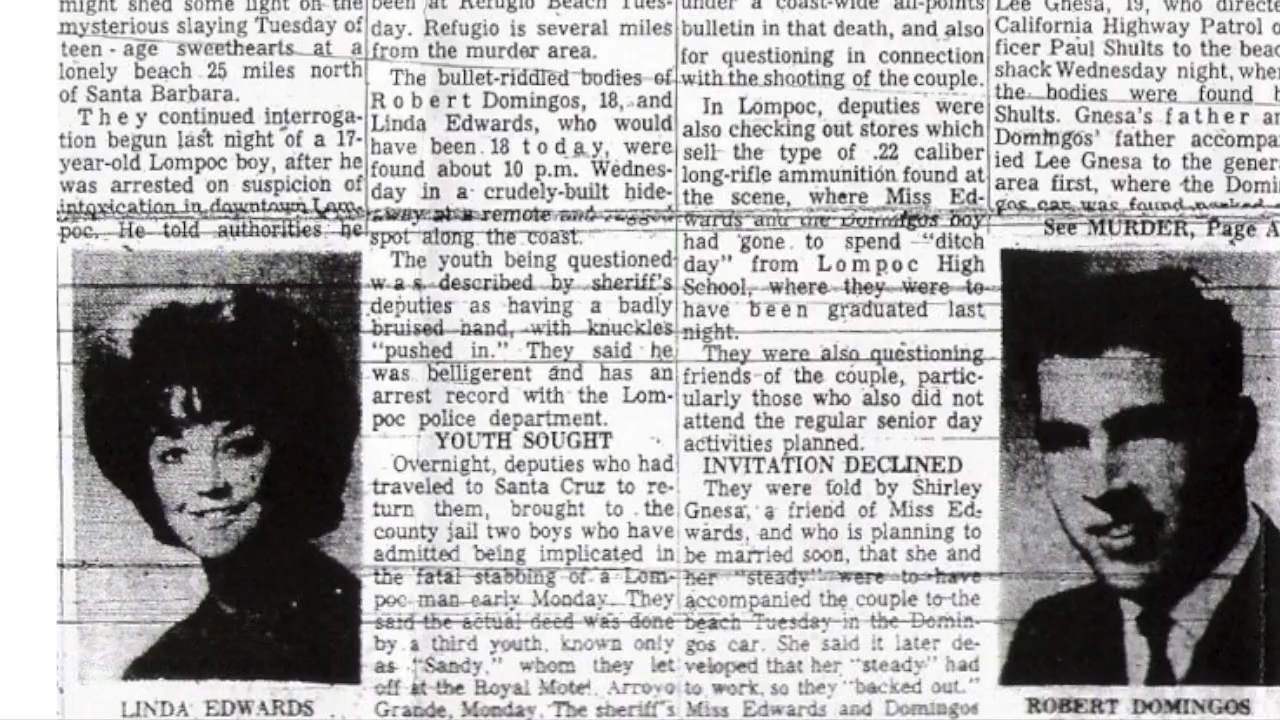 might shed some light on the
mysterious slaying Tuesday of
teen-age sweethearts at a
lonely beach 25 miles north
of Santa Barbara.
They continued interroga-
tion begun last night of a 17-
year-old Lompoc boy, after he
was arrested on suspicion of
intoxication in downtown Lom-
poc. He told authorities he
LINDA EDWARDS
been at Refugio Beach Tues-
day. Refugio is several miles
from the murder area.
The bullet-riddled bodies of
Robert Domingos, 18, and
Linda Edwards, who would
have been 18 today, were
found about 10 p.m. Wednes-
day in a crudely-built hide-
away at a remote and rugged
spot along the coast.
The youth being questioned
was described by sheriff's
deputies as having a badly
bruised hand, with knuckles
"pushed in." They said he
was belligerent and has an
arrest record with the Lom-
poc police department.
YOUTH SOUGHT
Overnight, deputies who had
traveled to Santa Cruz to re-
turn them, brought to the
county jail two boys who have
admitted being implicated in
the fatal stabbing of a Lom-
poc man early Monday. They
said the actual deed was done
by a third youth, known only
as "Sandy," whom they let
off at the Royal Motel, Arroyo
Grande, Monday. The sheriff's
under a coast-wide all-points
bulletin in that death, and also
for questioning in connection
with the shooting of the couple.
In Lompoc, deputies were
also checking out stores which
sell the type of .22 caliber
long-rifle ammunition found at
the scene, where Miss Ed-
wards and the Domingos boy
had gone to spend "ditch
day" from Lompoc High
School, where they were to
have been graduated last
night.
They were also questioning
friends of the couple, partic-
ularly those who also did not
attend the regular senior day
activities planned.
INVITATION DECLINED
They were told by Shirley
Gnesa, a friend of Miss Ed-
wards, and who is planning to
be married soon, that she and
her "steady" were to have
accompanied the couple to the
beach Tuesday in the Domin-
gos car. She said it later de-
veloped that her "steady" had
to work, so they "backed out."
Miss Edwards and Domingos
Lee Gnesa, 19, who directe
California Highway Patrol o
ficer Paul Shults to the beac
shack Wednesday night, wher
the bodies were found b
Shults. Gnesa's father an
Domingos' father accompa
ied Lee Gnesa to the gener
area first, where the Domi
gos car was found parked
See MURDER, Page A
ROBERT DOMINGOS